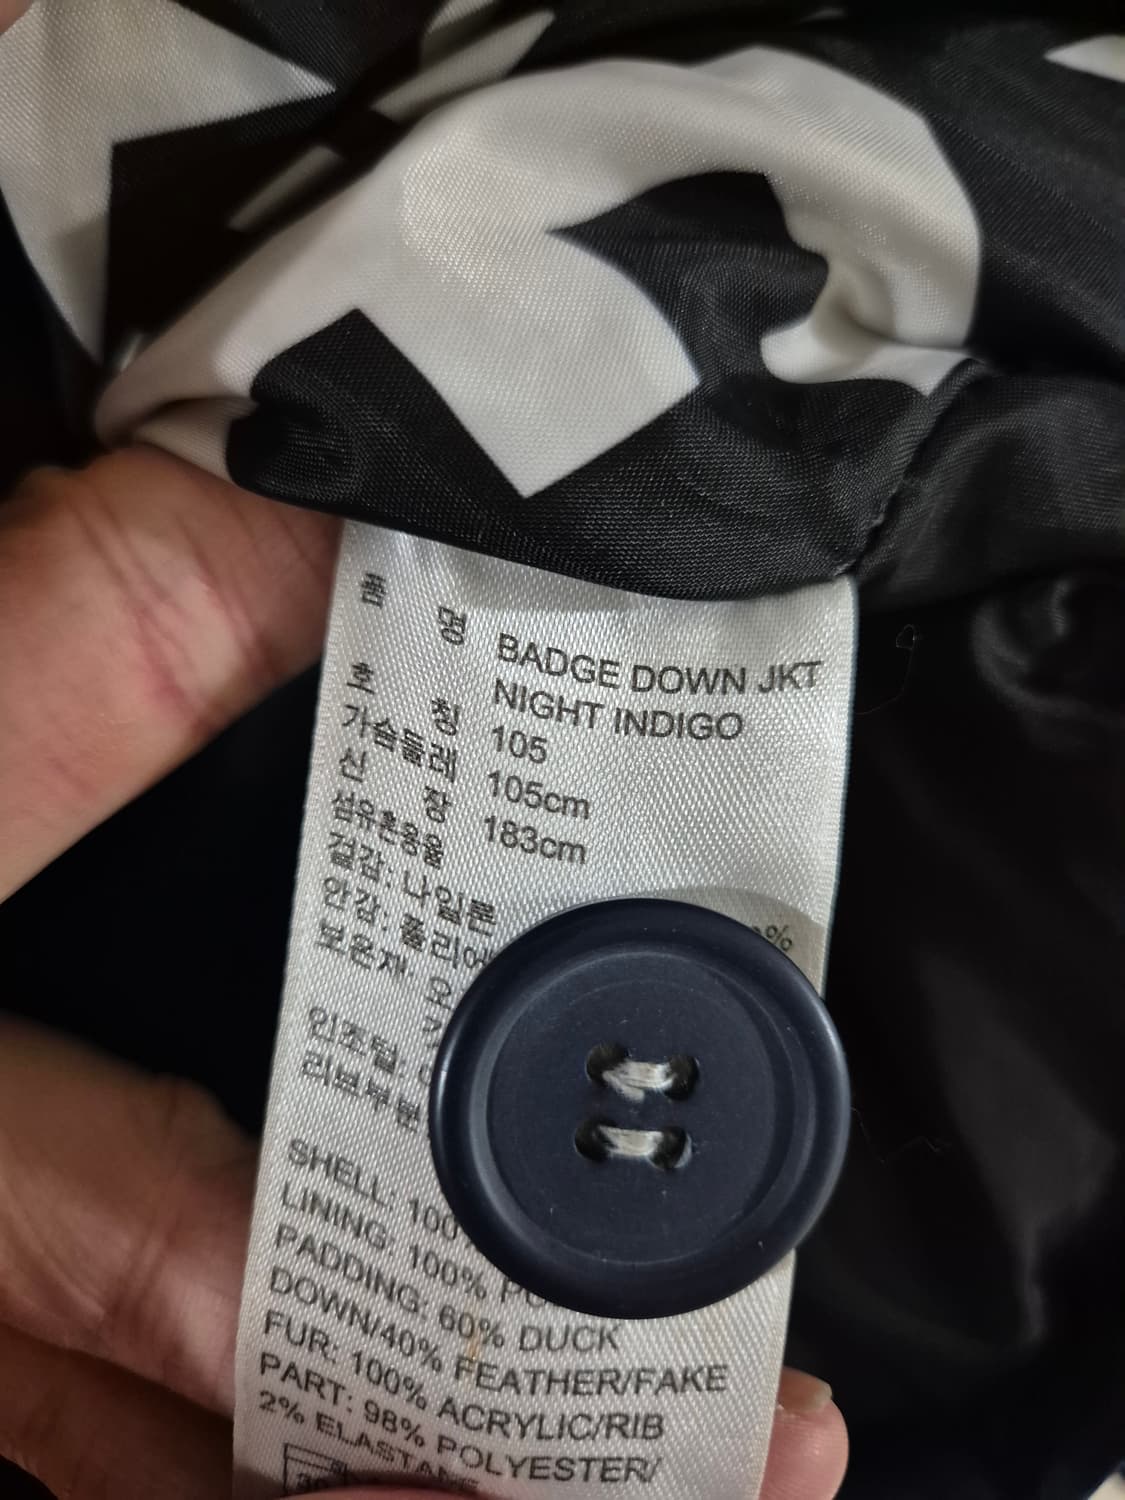 품 명 BADGE DOWN JKT
NIGHT INDIGO
호 칭 105
가슴둘레 105cm
신 장 183cm
섬유혼용율
겉감: 나일론
안감: 폴리에 %
보온재:
인조털:
리브부분
SHELL: 100
LINING: 100%
PADDING: 60% DUCK
DOWN/40% FEATHER/FAKE
FUR: 100% ACRYLIC/RIB
PART: 98% POLYESTER/
2% ELASTANE